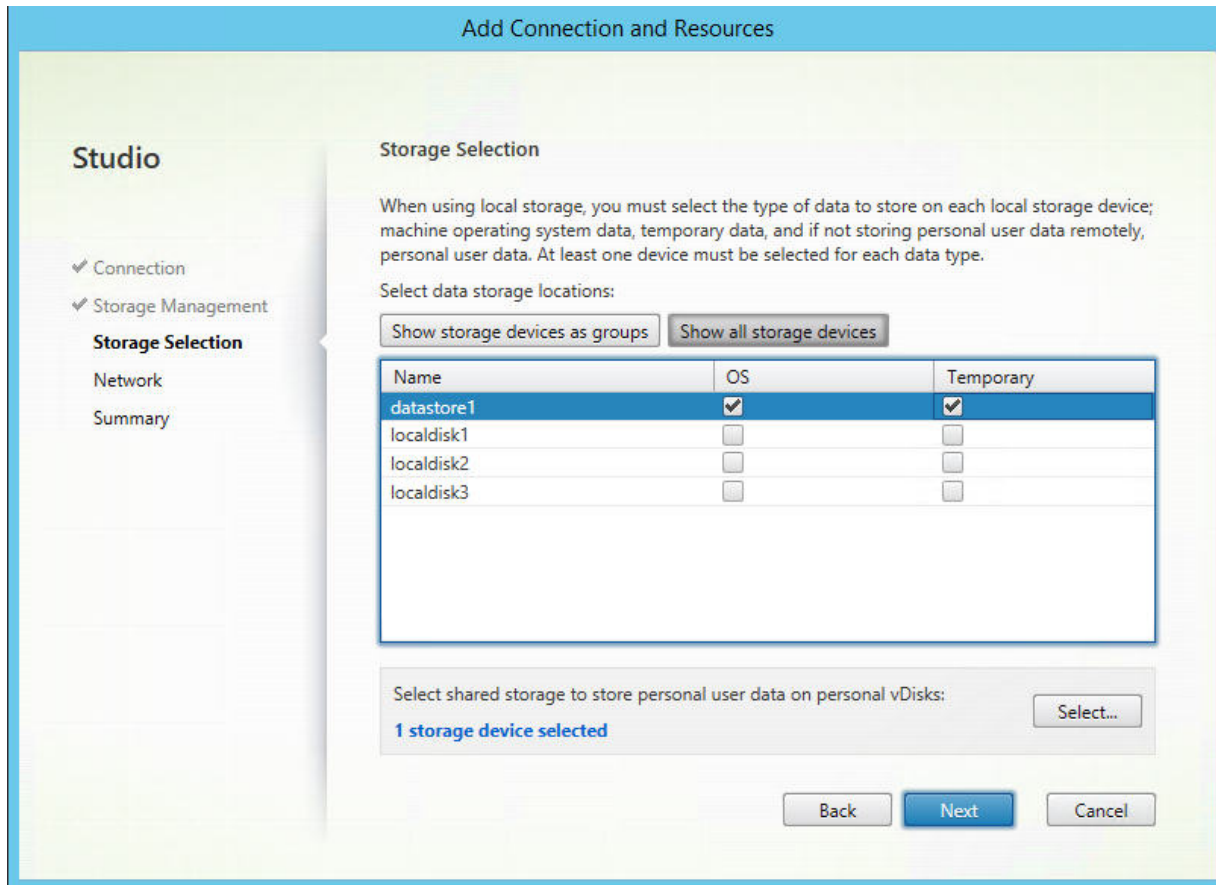 Add Connection and Resources
Studio
Connection
Storage Management
Storage Selection
Network
Summary
Storage Selection
When using local storage, you must select the type of data to store on each local storage device;
machine operating system data, temporary data, and if not storing personal user data remotely,
personal user data. At least one device must be selected for each data type.
Select data storage locations:
Show storage devices as groups Show all storage devices
Name OS Temporary
datastore1
localdisk1
localdisk2
localdisk3
Select shared storage to store personal user data on personal vDisks:
1 storage device selected
Select...
Back Next Cancel